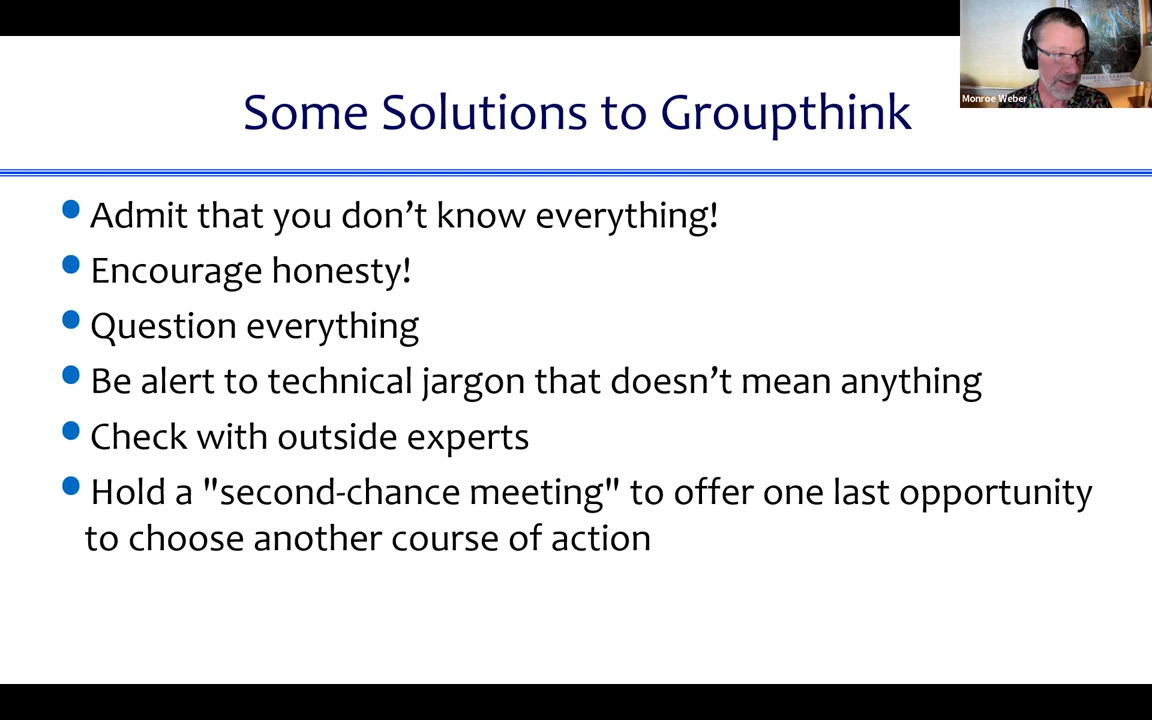 Some Solutions to Groupthink
Monroe Weber
Admit that you don’t know everything!
Encourage honesty!
Question everything
Be alert to technical jargon that doesn’t mean anything
Check with outside experts
Hold a "second-chance meeting" to offer one last opportunity
to choose another course of action